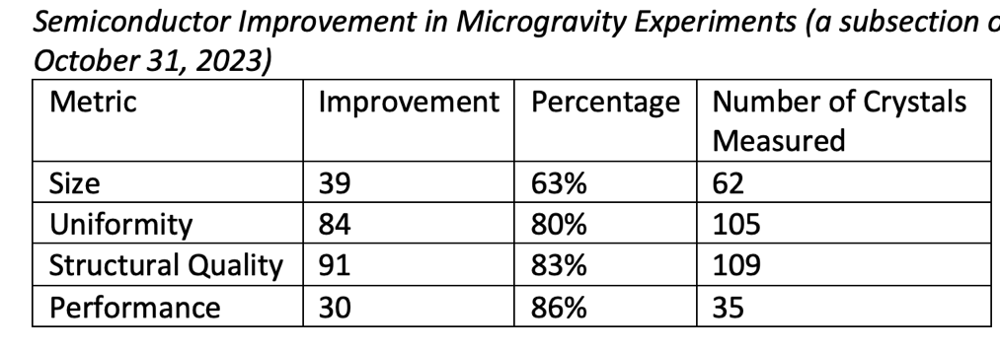 Semiconductor Improvement in Microgravity Experiments (a subsection
October 31, 2023)
Metric Improvement Percentage Number of Crystals
Measured
Size 39 63% 62
Uniformity 84 80% 105
Structural Quality 91 83% 109
Performance 30 86% 35